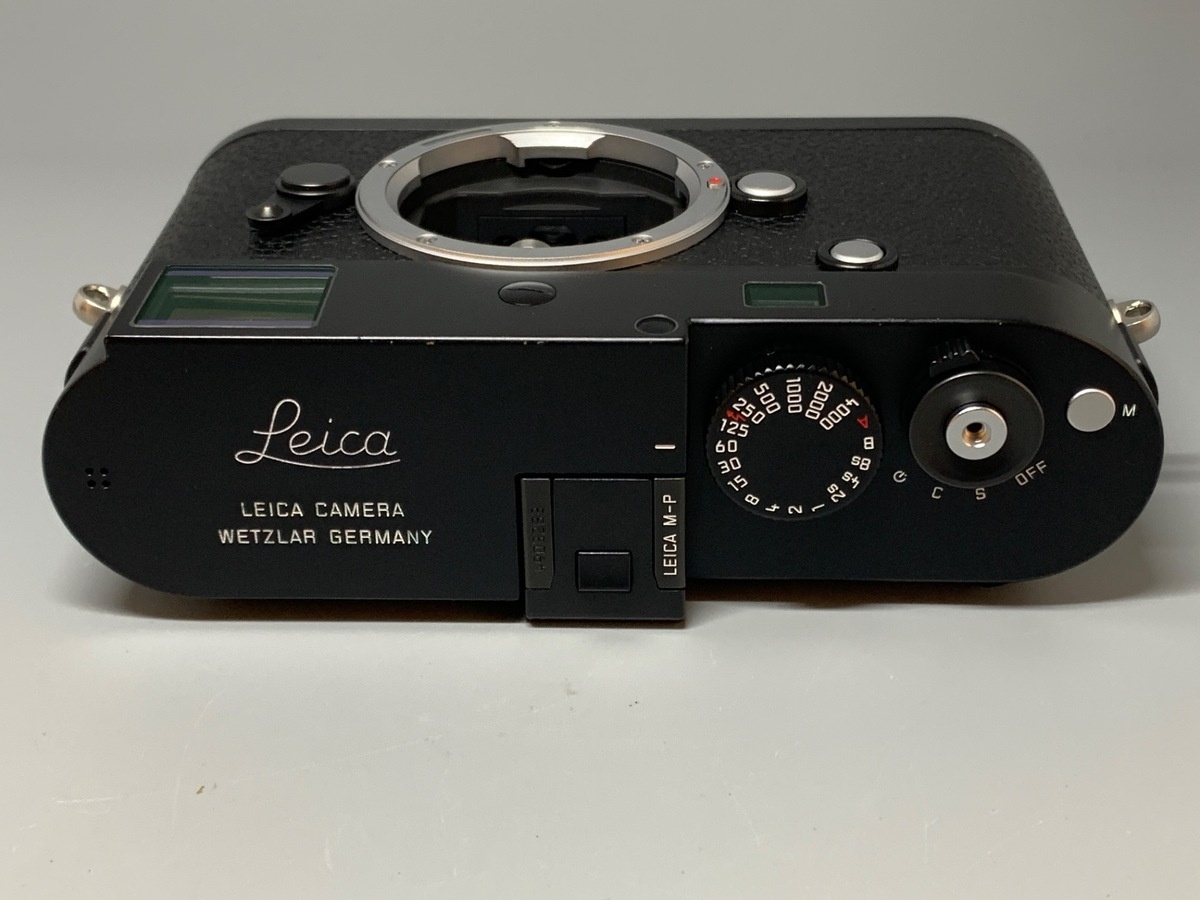 Leica
LEICA CAMERA
WETZLAR GERMANY
LEICA M-P
A
4000
2000
1000
500
250
125
60
30
15
8
4
2
1
2s
4s
8s
B
C
S
OFF
M